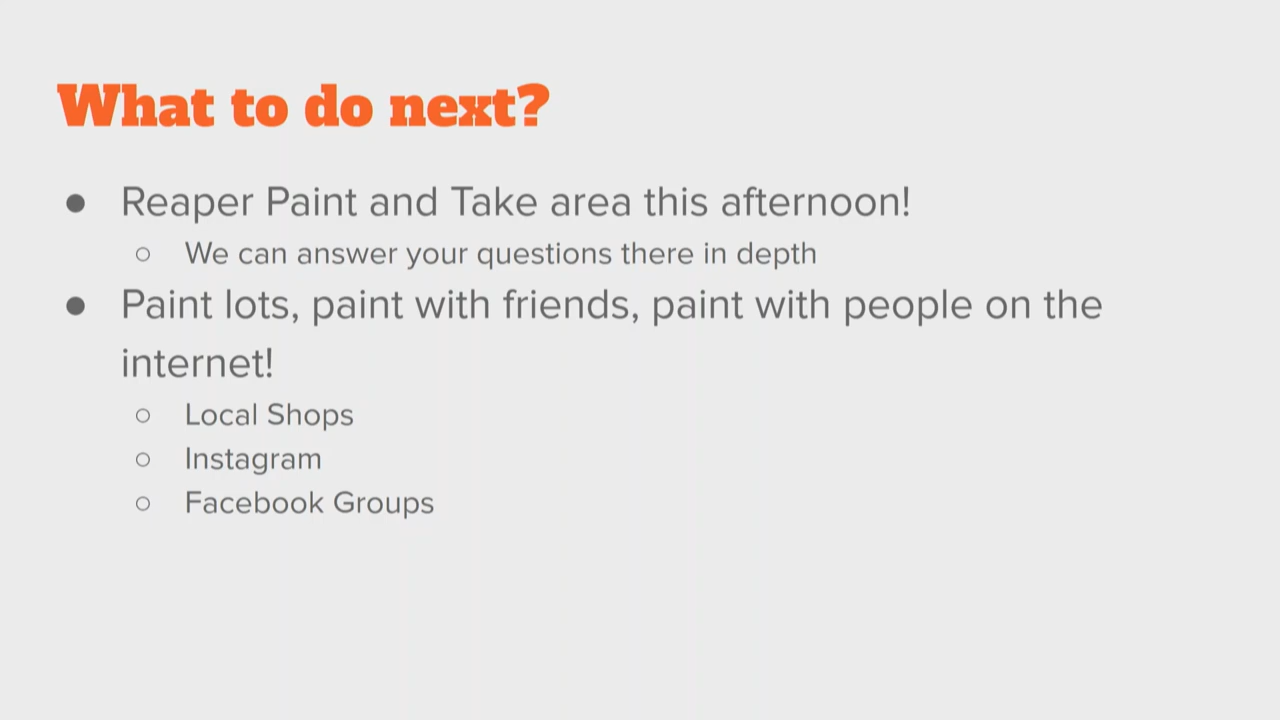 What to do next?
● Reaper Paint and Take area this afternoon!
○ We can answer your questions there in depth
● Paint lots, paint with friends, paint with people on the
internet!
○ Local Shops
○ Instagram
○ Facebook Groups